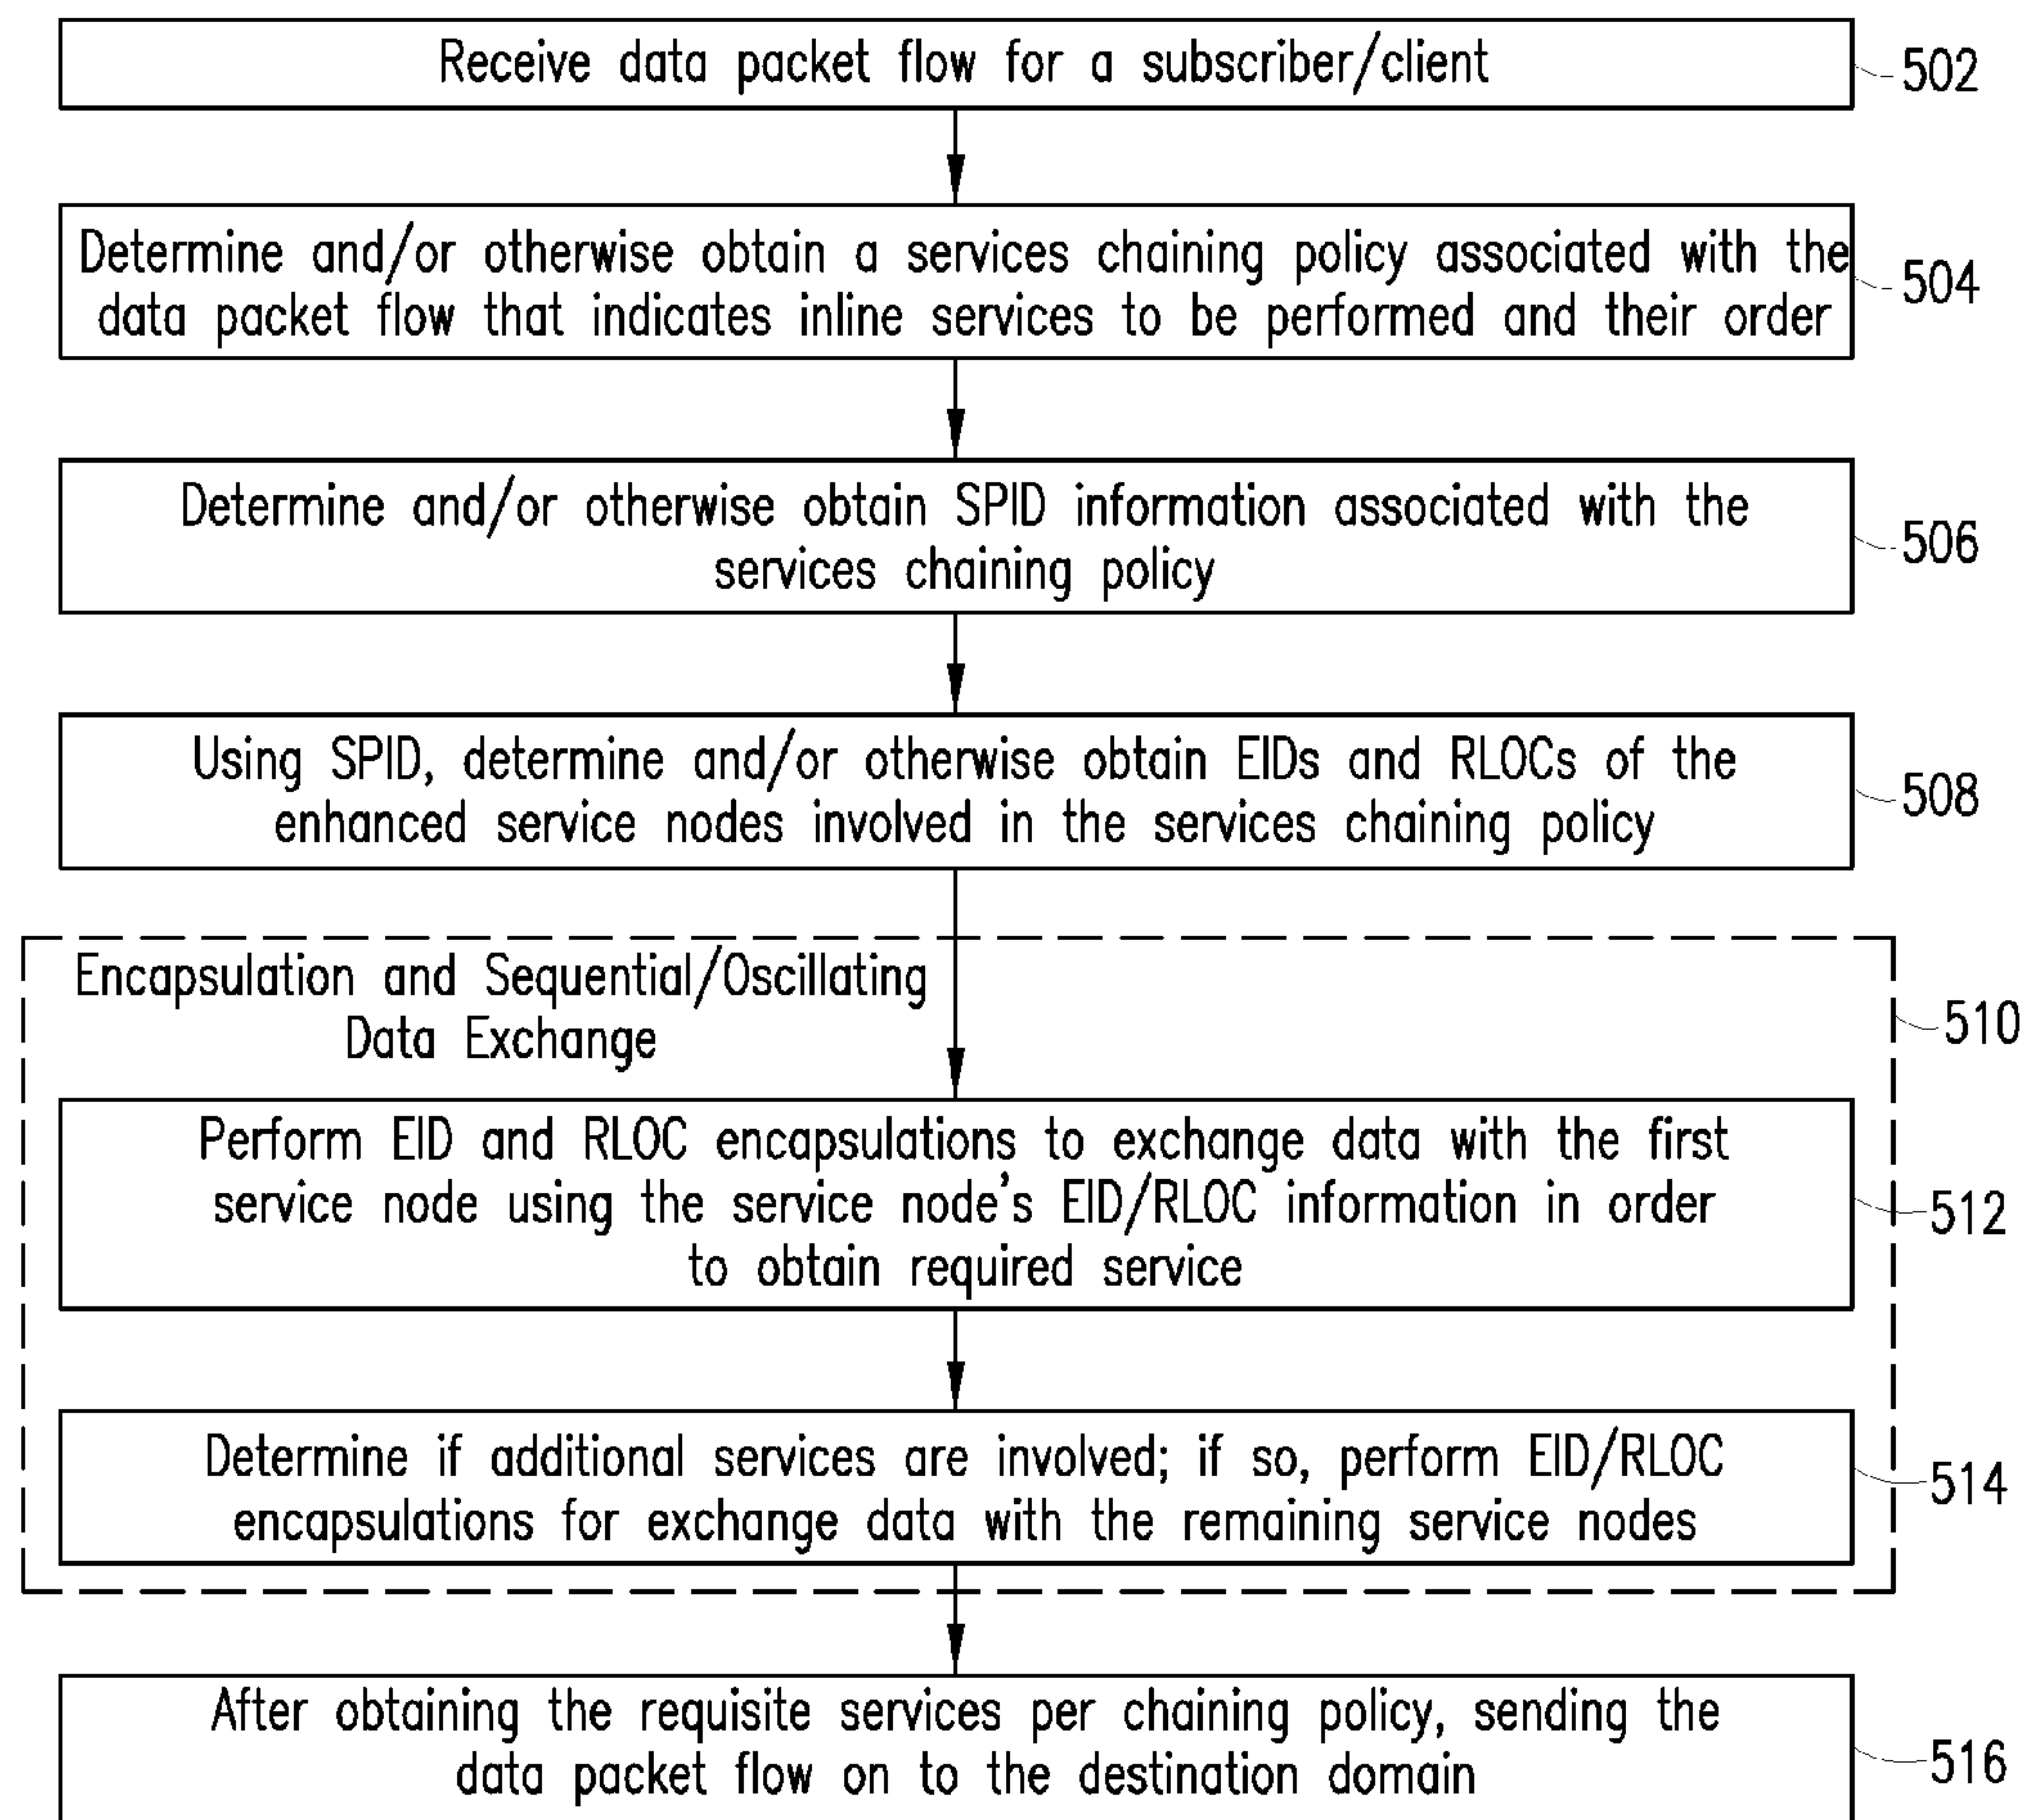 Receive data packet flow for a subscriber/client
502
Determine and/or otherwise obtain a services chaining policy associated with the
data packet flow that indicates inline services to be performed and their order
504
Determine and/or otherwise obtain SPID information associated with the
services chaining policy
506
Using SPID, determine and/or otherwise obtain EIDs and RLOCs of the
enhanced service nodes involved in the services chaining policy
508
Encapsulation and Sequential/Oscillating
Data Exchange
510
Perform EID and RLOC encapsulations to exchange data with the first
service node using the service node's EID/RLOC information in order
to obtain required service
512
Determine if additional services are involved; if so, perform EID/RLOC
encapsulations for exchange data with the remaining service nodes
514
After obtaining the requisite services per chaining policy, sending the
data packet flow on to the destination domain
516